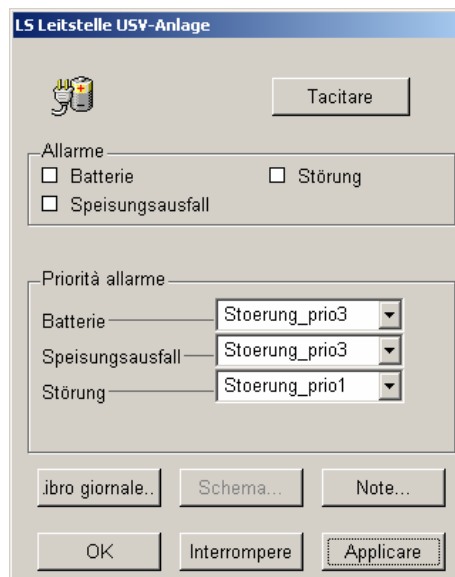 LS Leitstelle USV-Anlage
Tacitare
Allarme
Batterie Störung
Speisungsausfall
Priorità allarme
Batterie Stoerung_prio3
Speisungsausfall Stoerung_prio3
Störung Stoerung_prio1
.ibro giornale.. Schema... Note...
OK Interrompere Applicare